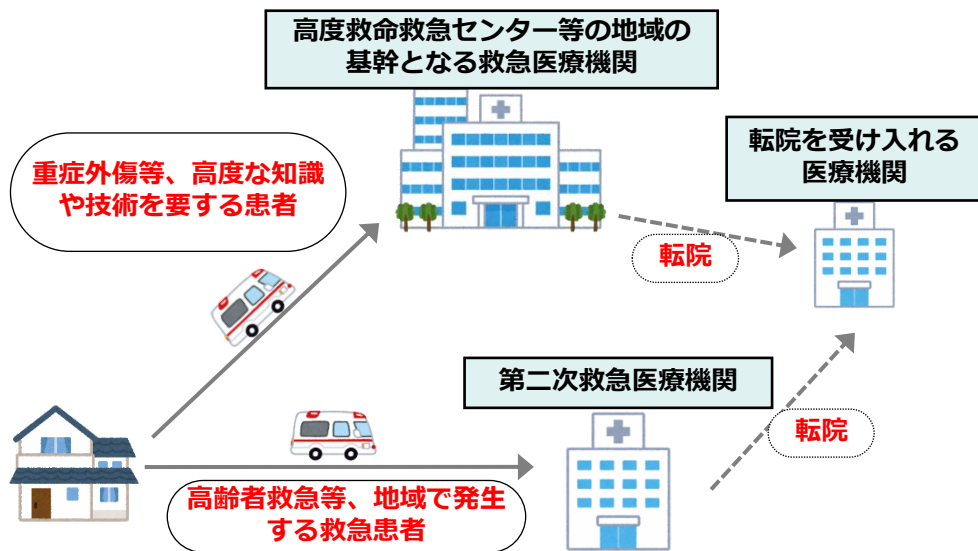 高度救命救急センター等の地域の
基幹となる救急医療機関
転院を受け入れる
医療機関
重症外傷等、高度な知識
や技術を要する患者
転院
第二次救急医療機関
転院
高齢者救急等、地域で発生
する救急患者